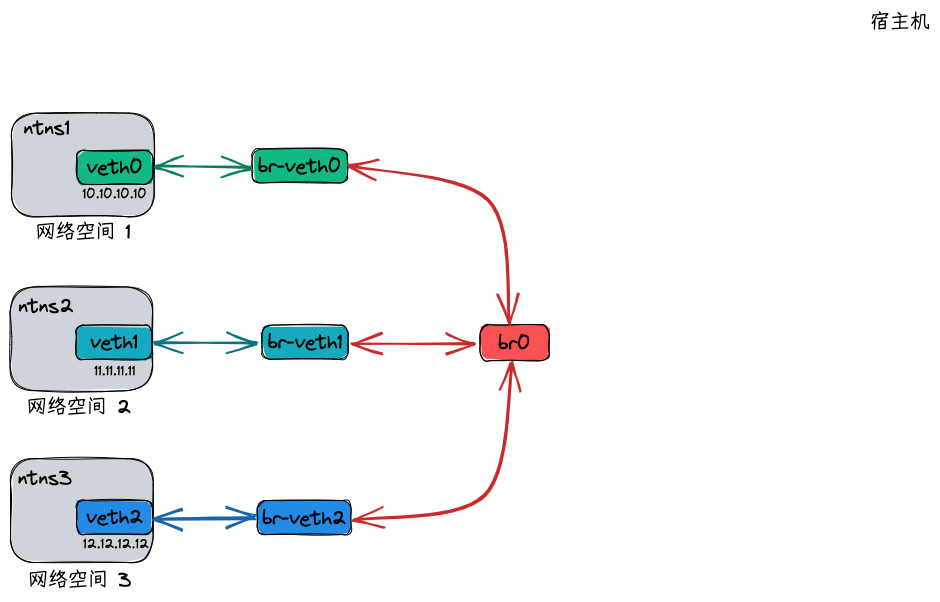 宿主机
ntns1
veth0
br-veth0
10.10.10.10
网络空间 1
ntns2
veth1
br-veth1
br0
11.11.11.11
网络空间 2
ntns3
veth2
br-veth2
12.12.12.12
网络空间 3